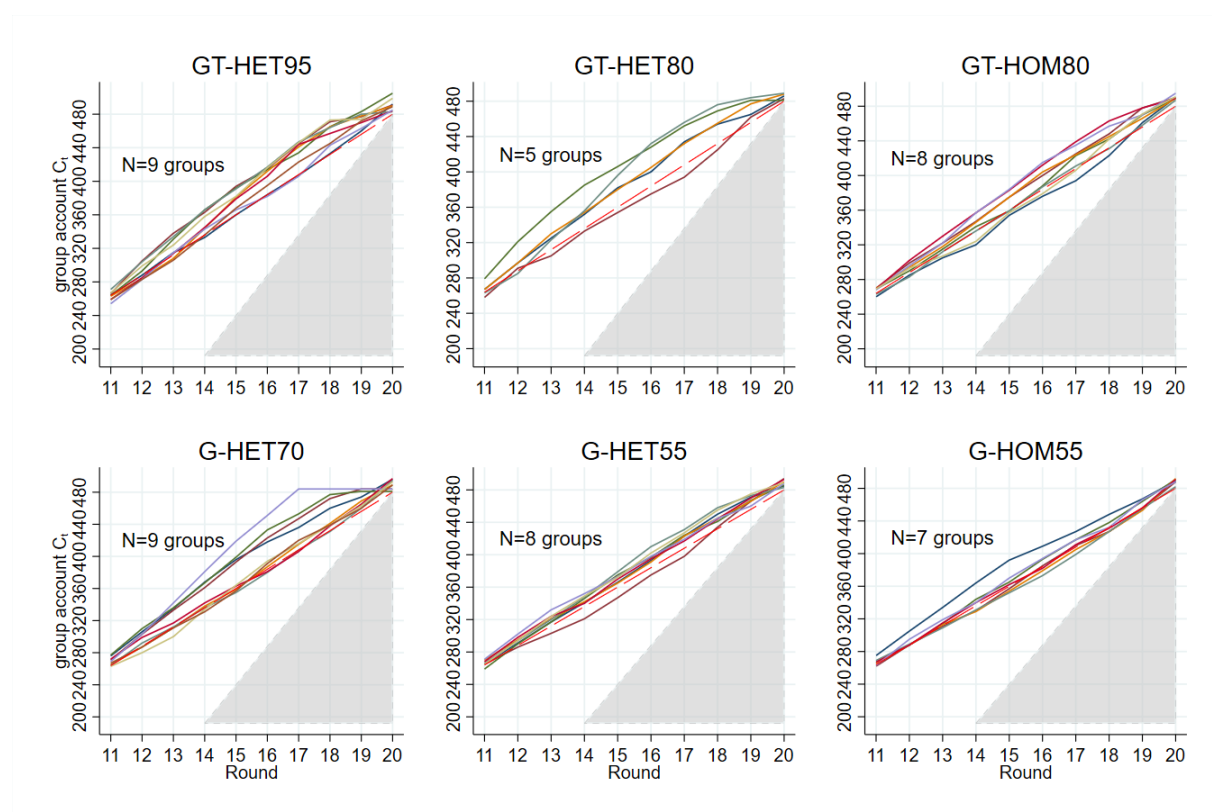 GT-HET95
GT-HET80
GT-HOM80
group account Cₜ
200 240 280 320 360 400 440 480
N=9 groups
11 12 13 14 15 16 17 18 19 20
200 240 280 320 360 400 440 480
N=5 groups
11 12 13 14 15 16 17 18 19 20
200 240 280 320 360 400 440 480
N=8 groups
11 12 13 14 15 16 17 18 19 20
G-HET70
G-HET55
G-HOM55
group account Cₜ
200 240 280 320 360 400 440 480
N=9 groups
11 12 13 14 15 16 17 18 19 20
Round
200 240 280 320 360 400 440 480
N=8 groups
11 12 13 14 15 16 17 18 19 20
Round
200 240 280 320 360 400 440 480
N=7 groups
11 12 13 14 15 16 17 18 19 20
Round